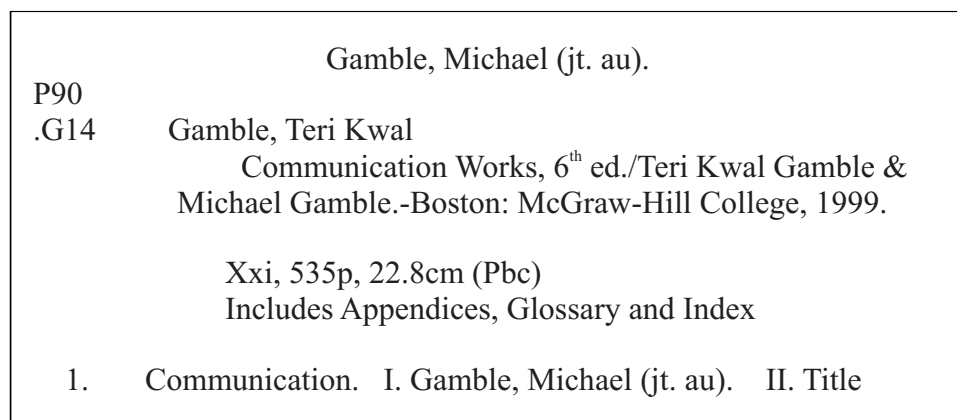 Gamble, Michael (jt. au).
P90
.G14 Gamble, Teri Kwal
Communication Works, 6th ed./Teri Kwal Gamble &
Michael Gamble.-Boston: McGraw-Hill College, 1999.
Xxi, 535p, 22.8cm (Pbc)
Includes Appendices, Glossary and Index
1. Communication. I. Gamble, Michael (jt. au). II. Title